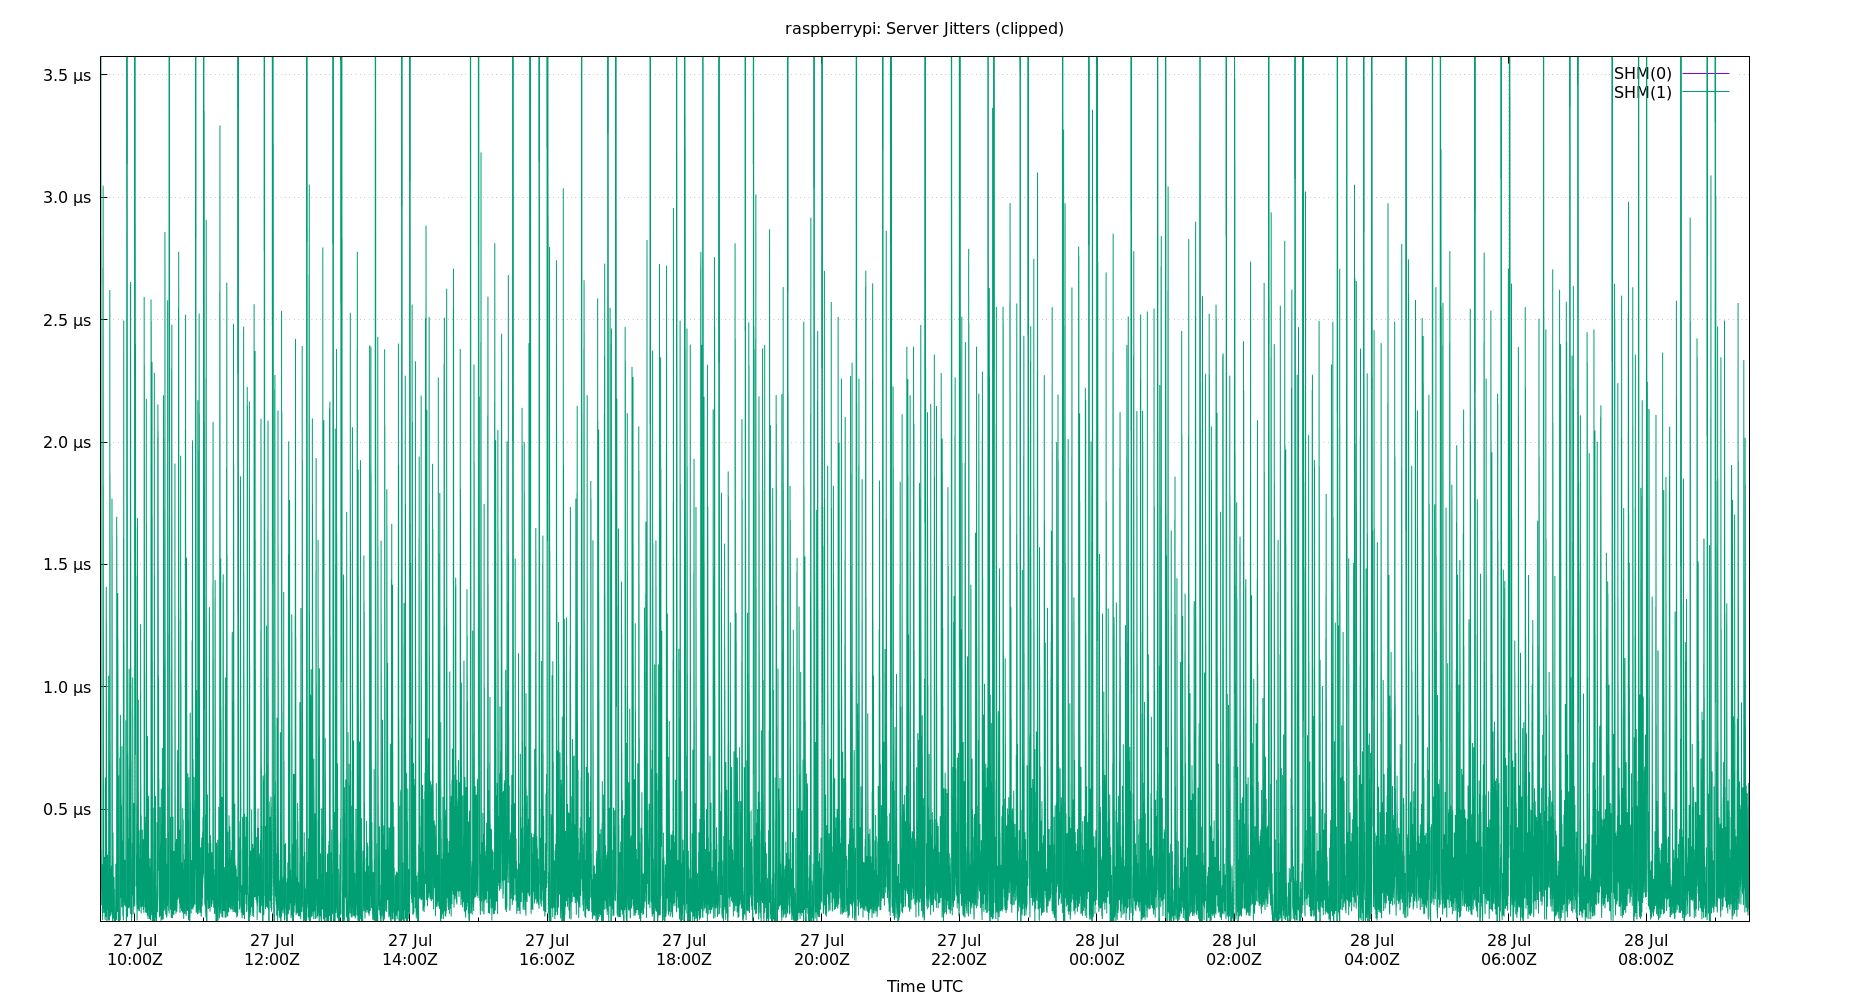 raspberrypi: Server Jitters (clipped)
SHM(0)
SHM(1)
3.5 µs
3.0 µs
2.5 µs
2.0 µs
1.5 µs
1.0 µs
0.5 µs
27 Jul 27 Jul 27 Jul 27 Jul 27 Jul 27 Jul 27 Jul 28 Jul 28 Jul 28 Jul 28 Jul 28 Jul
10:00Z 12:00Z 14:00Z 16:00Z 18:00Z 20:00Z 22:00Z 00:00Z 02:00Z 04:00Z 06:00Z 08:00Z
Time UTC